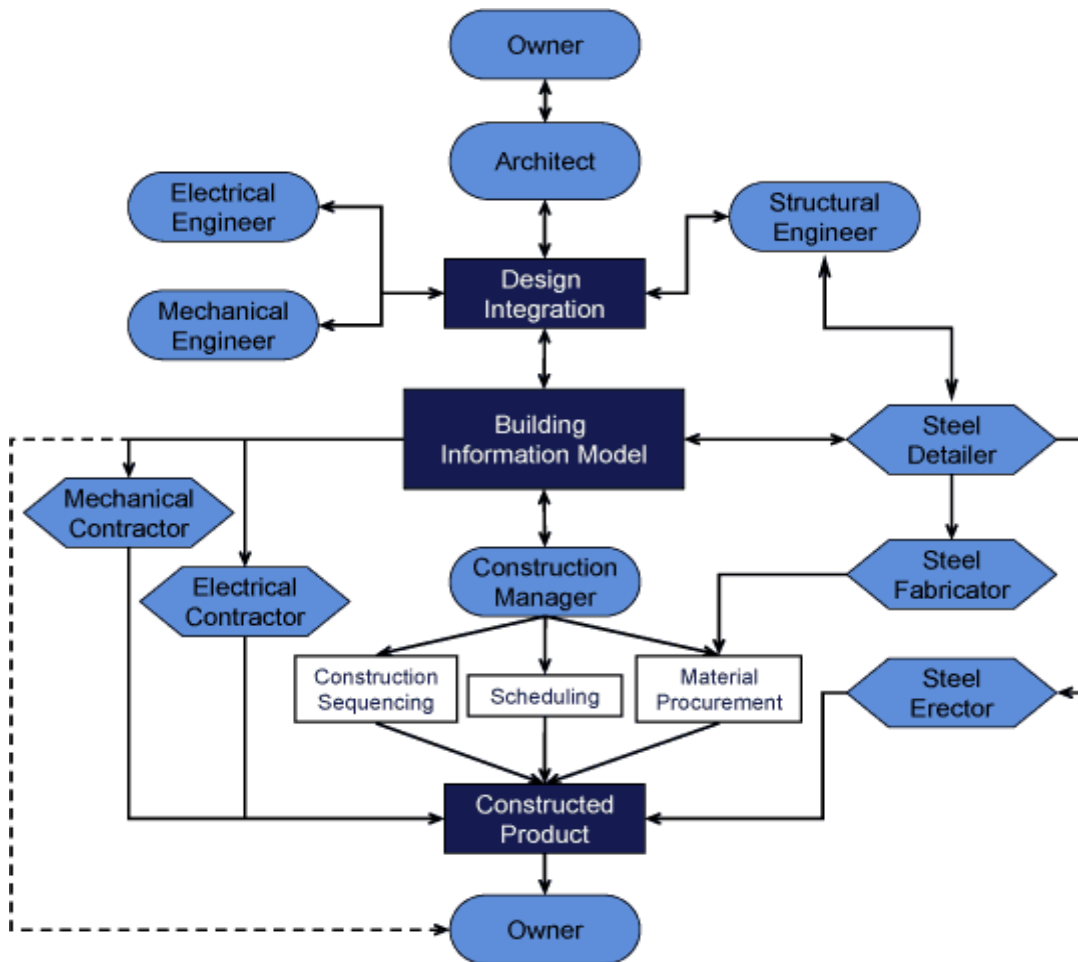 Owner
Architect
Electrical
Engineer
Structural
Engineer
Design
Integration
Mechanical
Engineer
Building
Information Model
Steel
Detailer
Mechanical
Contractor
Construction
Manager
Steel
Fabricator
Electrical
Contractor
Construction
Sequencing
Scheduling
Material
Procurement
Steel
Erector
Constructed
Product
Owner